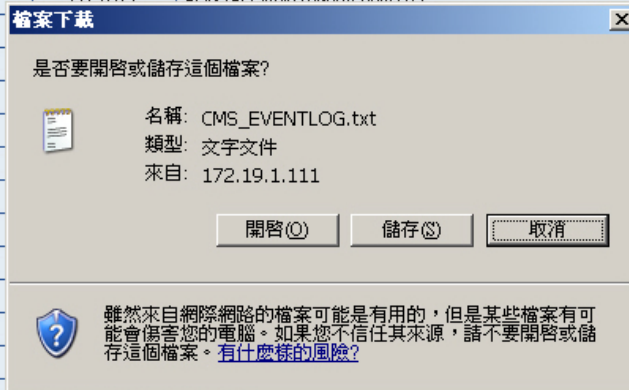 檔案下載
是否要開啓或儲存這個檔案?
名稱: CMS_EVENTLOG.txt
類型: 文字文件
來自: 172.19.1.111
開啓(O) 儲存(S) 取消
雖然來自網際網路的檔案可能是有用的，但是某些檔案有可
能會傷害您的電腦。如果您不信任其來源，請不要開啓或儲
存這個檔案。有什麼樣的風險?